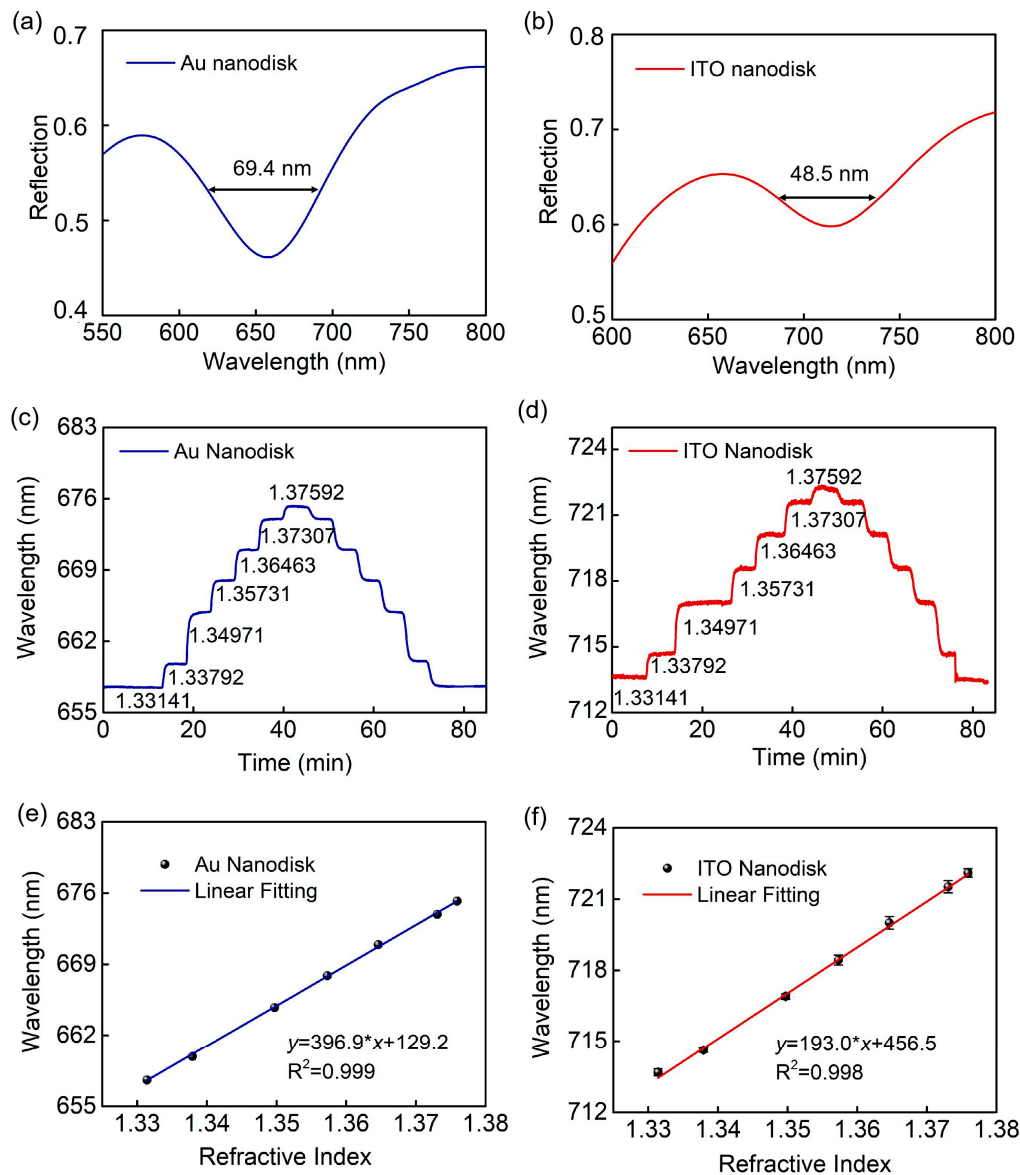 (a)
0.7
0.6
0.5
0.4
Reflection
Au nanodisk
69.4 nm
550 600 650 700 750 800
Wavelength (nm)
(b)
0.8
0.7
0.6
0.5
Reflection
ITO nanodisk
48.5 nm
600 650 700 750 800
Wavelength (nm)
(c)
683
676
669
662
655
Wavelength (nm)
Au Nanodisk
1.37592
1.37307
1.36463
1.35731
1.34971
1.33792
1.33141
0 20 40 60 80
Time (min)
(d)
724
721
718
715
712
Wavelength (nm)
ITO Nanodisk
1.37592
1.37307
1.36463
1.35731
1.34971
1.33792
1.33141
0 20 40 60 80
Time (min)
(e)
683
676
669
662
655
Wavelength (nm)
Au Nanodisk
Linear Fitting
y=396.9*x+129.2
R²=0.999
1.33 1.34 1.35 1.36 1.37 1.38
Refractive Index
(f)
724
721
718
715
712
Wavelength (nm)
ITO Nanodisk
Linear Fitting
y=193.0*x+456.5
R²=0.998
1.33 1.34 1.35 1.36 1.37 1.38
Refractive Index